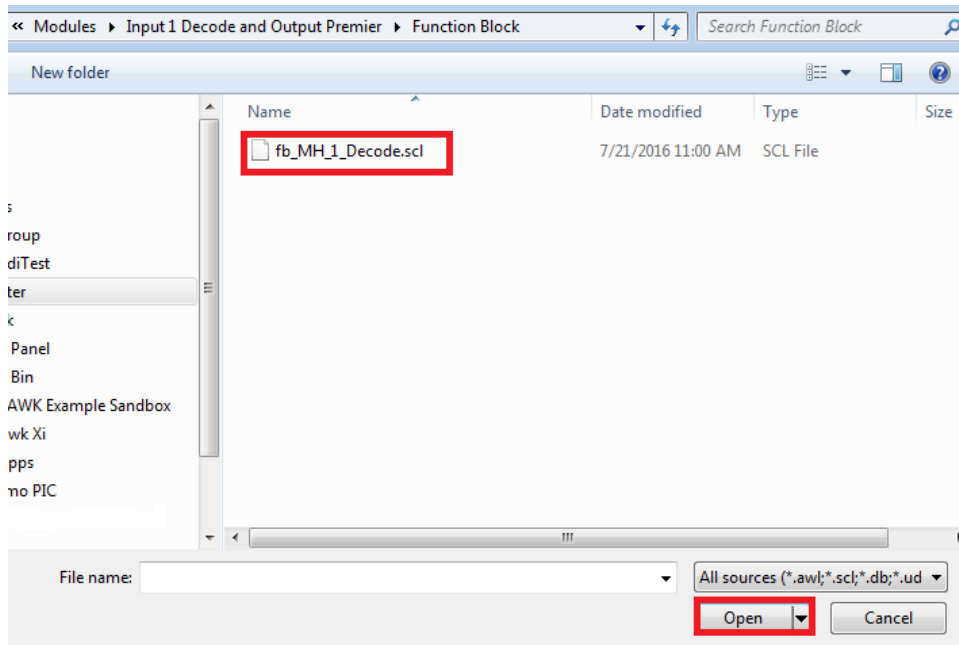 « Modules ▸ Input 1 Decode and Output Premier ▸ Function Block Search Function Block
New folder
Name Date modified Type Size
fb_MH_1_Decode.scl 7/21/2016 11:00 AM SCL File
s
roup
diTest
ter
k
Panel
Bin
AWK Example Sandbox
wk Xi
pps
mo PIC
File name: All sources (*.awl;*.scl;*.db;*.ud
Open Cancel